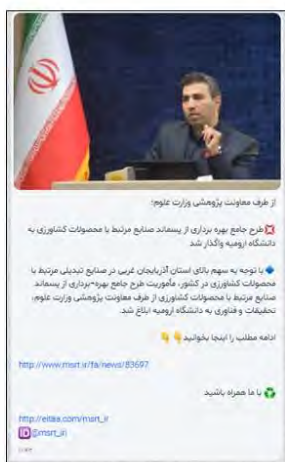 از طرف معاونت پژوهشی وزارت علوم؛
💢طرح جامع بهره برداری از پسماند صنایع مرتبط با محصولات کشاورزی به
دانشگاه ارومیه واگذار شد
🔹با توجه به سهم بالای استان آذربایجان غربی در صنایع تبدیلی مرتبط با
محصولات کشاورزی در کشور، مأموریت طرح جامع بهره-برداری از پسماند
صنایع مرتبط با محصولات کشاورزی از طرف معاونت پژوهشی وزارت علوم،
تحقیقات و فناوری به دانشگاه ارومیه ابلاغ شد.
ادامه مطلب را اینجا بخوانید👇👇
http://www.msrt.ir/fa/news/83697
♻️با ما همراه باشید
http://eitaa.com/msrt_ir
🆔@msrt_ir